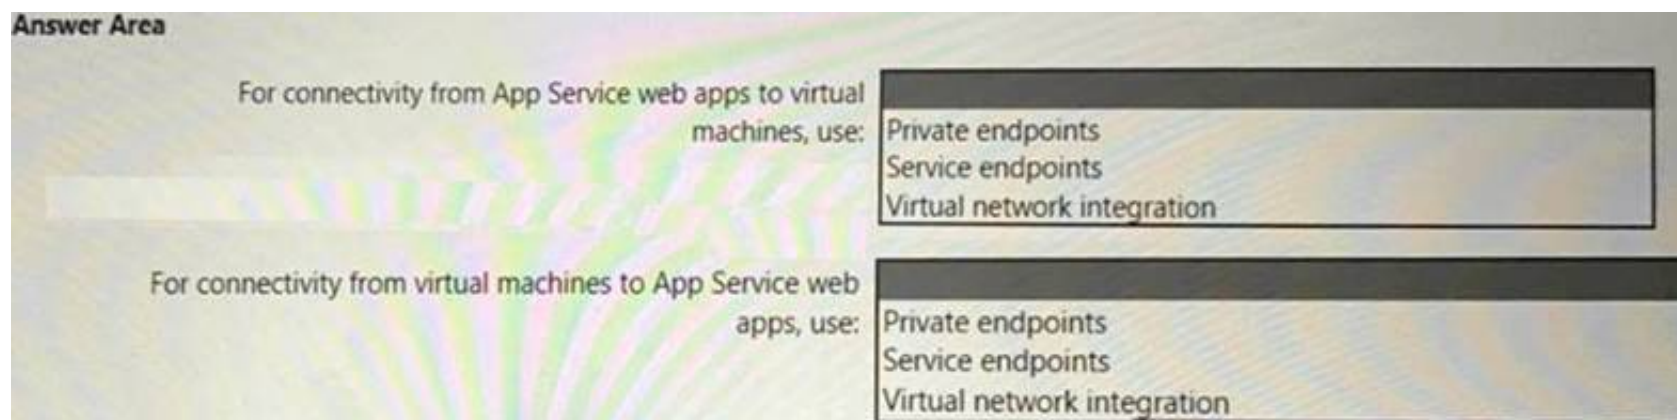 Answer Area
For connectivity from App Service web apps to virtual
machines, use:
Private endpoints
Service endpoints
Virtual network integration
For connectivity from virtual machines to App Service web
apps, use:
Private endpoints
Service endpoints
Virtual network integration